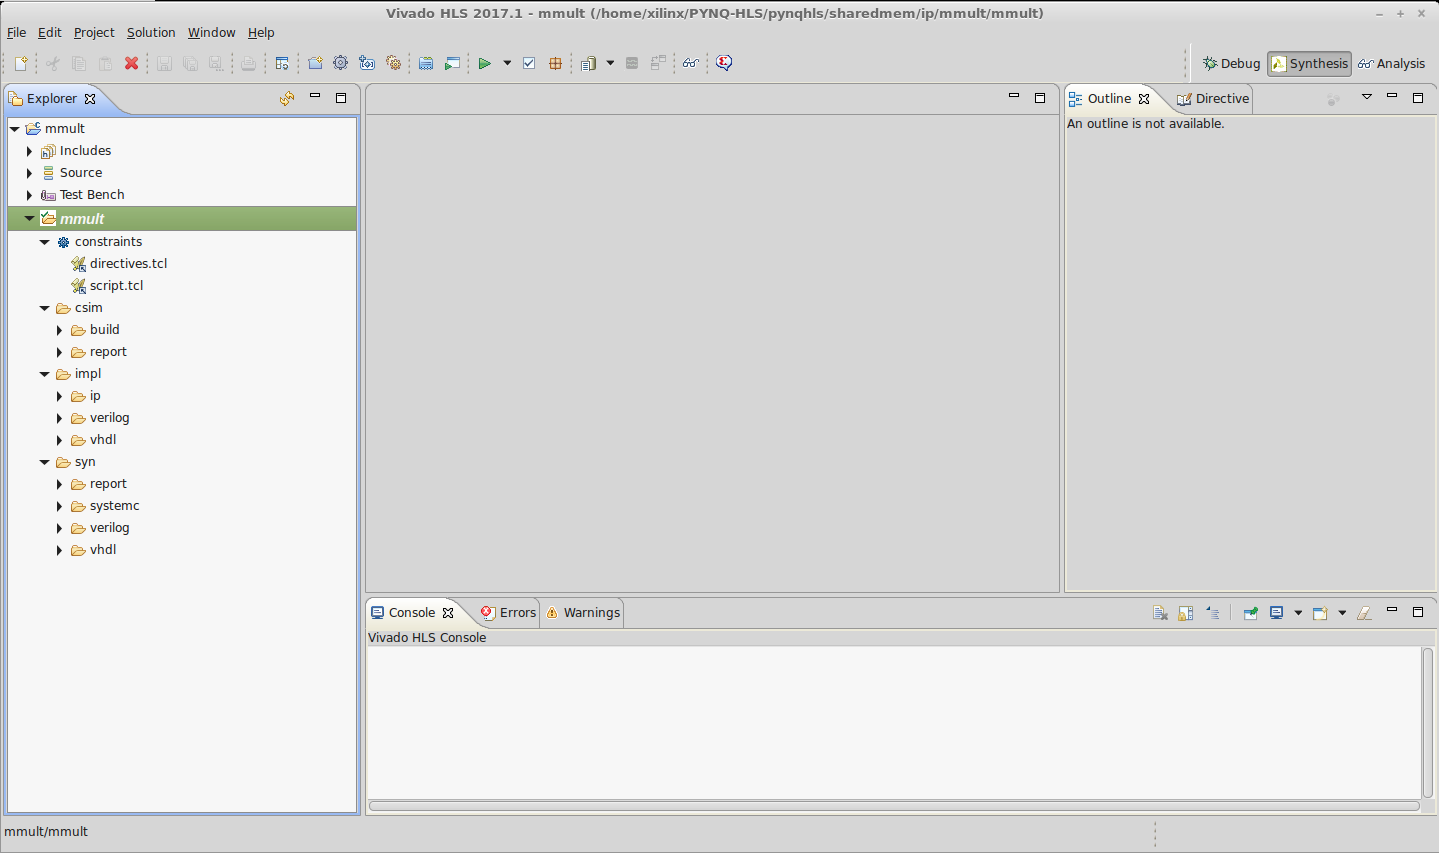 Vivado HLS 2017.1 - mmult (/home/xilinx/PYNQ-HLS/pynqhls/sharedmem/ip/mmult/mmult)
File Edit Project Solution Window Help
Debug Synthesis Analysis
Explorer
Outline Directive
mmult
An outline is not available.
Includes
Source
Test Bench
mmult
constraints
directives.tcl
script.tcl
csim
build
report
impl
ip
verilog
vhdl
syn
report
systemc
verilog
vhdl
Console Errors Warnings
Vivado HLS Console
mmult/mmult